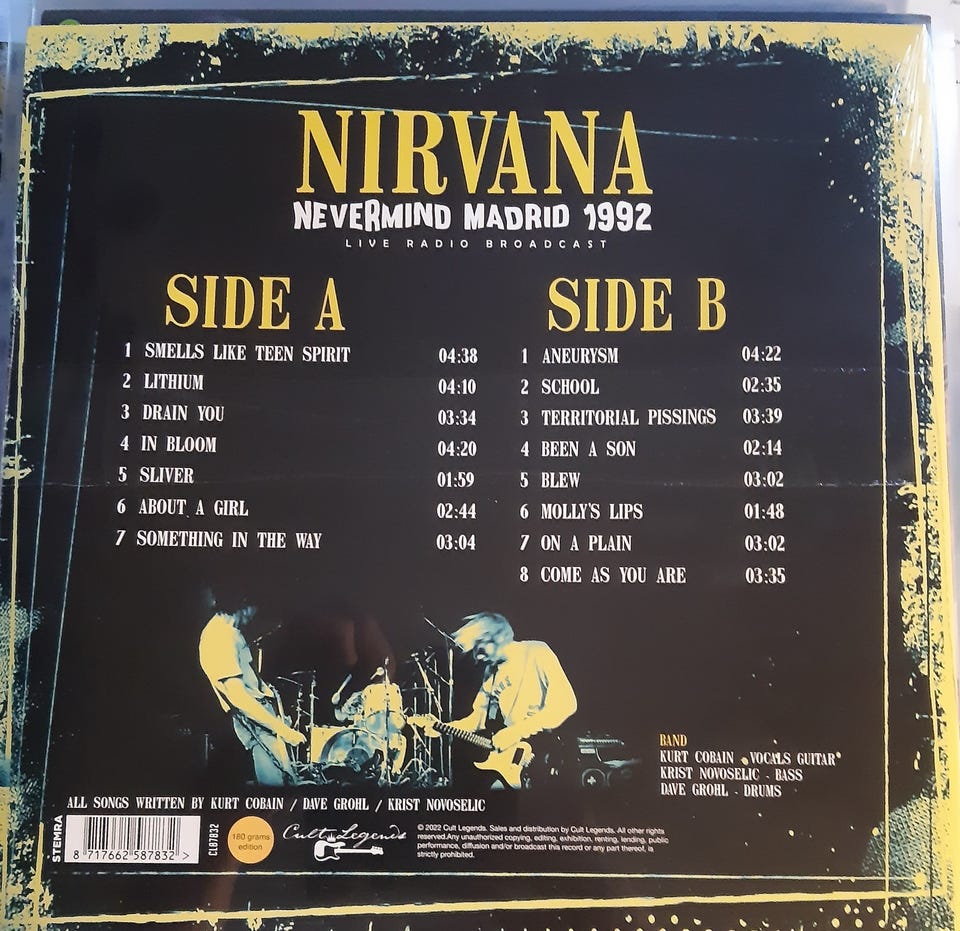 NIRVANA
NEVERMIND MADRID 1992
LIVE RADIO BROADCAST
SIDE A
1 SMELLS LIKE TEEN SPIRIT 04:38
2 LITHIUM 04:10
3 DRAIN YOU 03:34
4 IN BLOOM 04:20
5 SLIVER 01:59
6 ABOUT A GIRL 02:44
7 SOMETHING IN THE WAY 03:04
SIDE B
1 ANEURYSM 04:22
2 SCHOOL 02:35
3 TERRITORIAL PISSINGS 03:39
4 BEEN A SON 02:14
5 BLEW 03:02
6 MOLLY'S LIPS 01:48
7 ON A PLAIN 03:02
8 COME AS YOU ARE 03:35
BAND
KURT COBAIN - VOCALS GUITAR
KRIST NOVOSELIC - BASS
DAVE GROHL - DRUMS
ALL SONGS WRITTEN BY KURT COBAIN / DAVE GROHL / KRIST NOVOSELIC
STEMRA
8 717662 587832 >
CL87832
180 grams
edition
Cult Legends
© 2022 Cult Legends. Sales and distribution by Cult Legends. All other rights
reserved.Any unauthorized copying, editing, exhibition, renting, lending, public
performance, diffusion and/or broadcast this record or any part thereof, is
strictly prohibited.